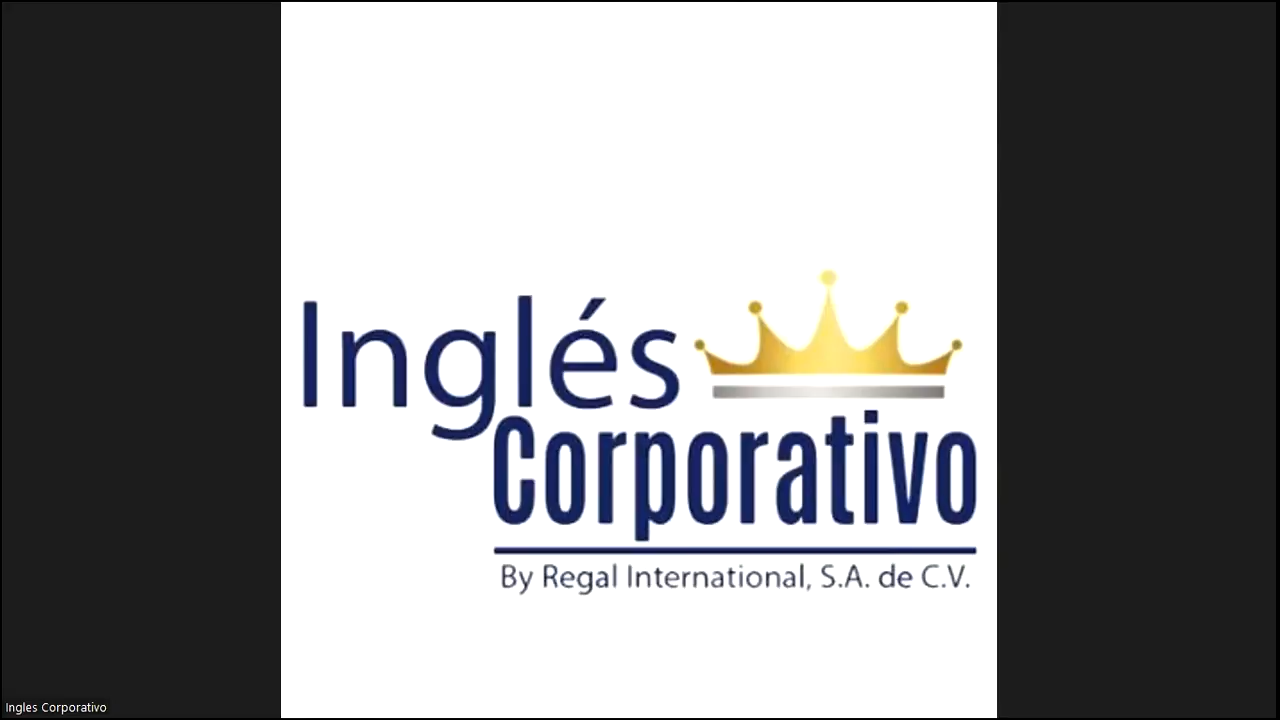 Inglés
Corporativo
By Regal International, S.A. de C.V.
Ingles Corporativo